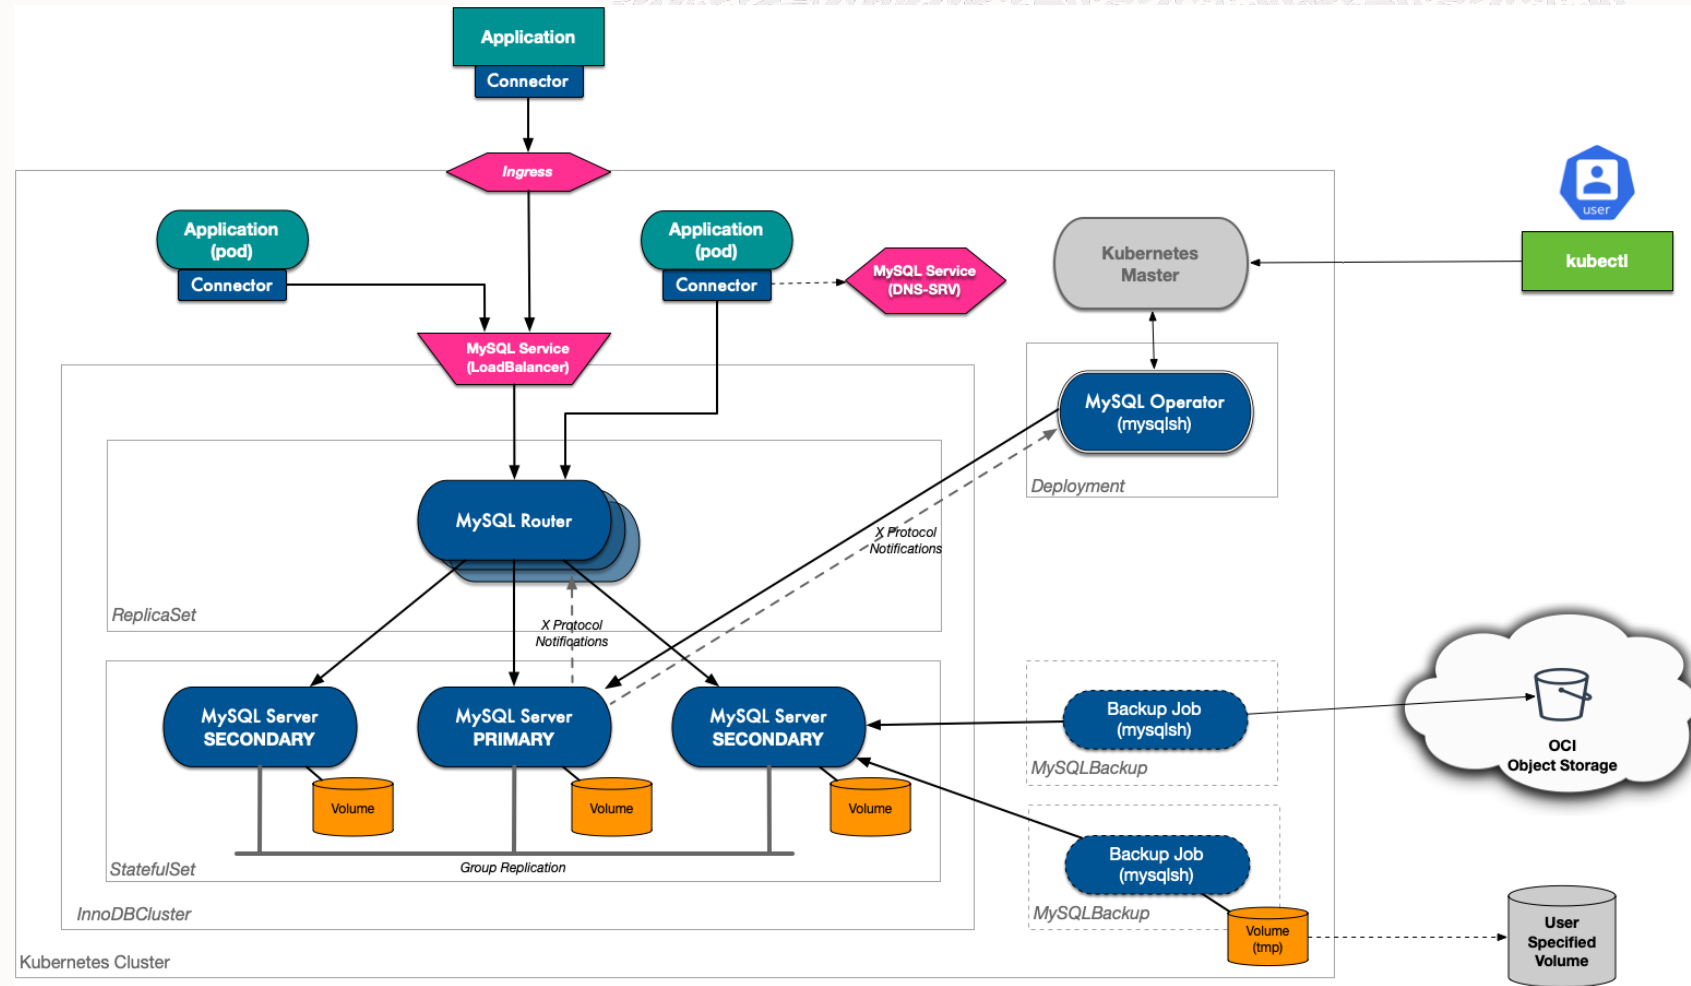 Application
Connector
Ingress
user
kubectl
Application
(pod)
Connector
Application
(pod)
Connector
MySQL Service
(DNS-SRV)
Kubernetes
Master
MySQL Service
(LoadBalancer)
MySQL Operator
(mysqlsh)
Deployment
MySQL Router
X Protocol
Notifications
ReplicaSet
X Protocol
Notifications
MySQL Server
SECONDARY
MySQL Server
PRIMARY
MySQL Server
SECONDARY
Volume
Volume
Volume
Group Replication
StatefulSet
InnoDBCluster
Kubernetes Cluster
Backup Job
(mysqlsh)
MySQLBackup
OCI
Object Storage
Backup Job
(mysqlsh)
MySQLBackup
Volume
(tmp)
User
Specified
Volume